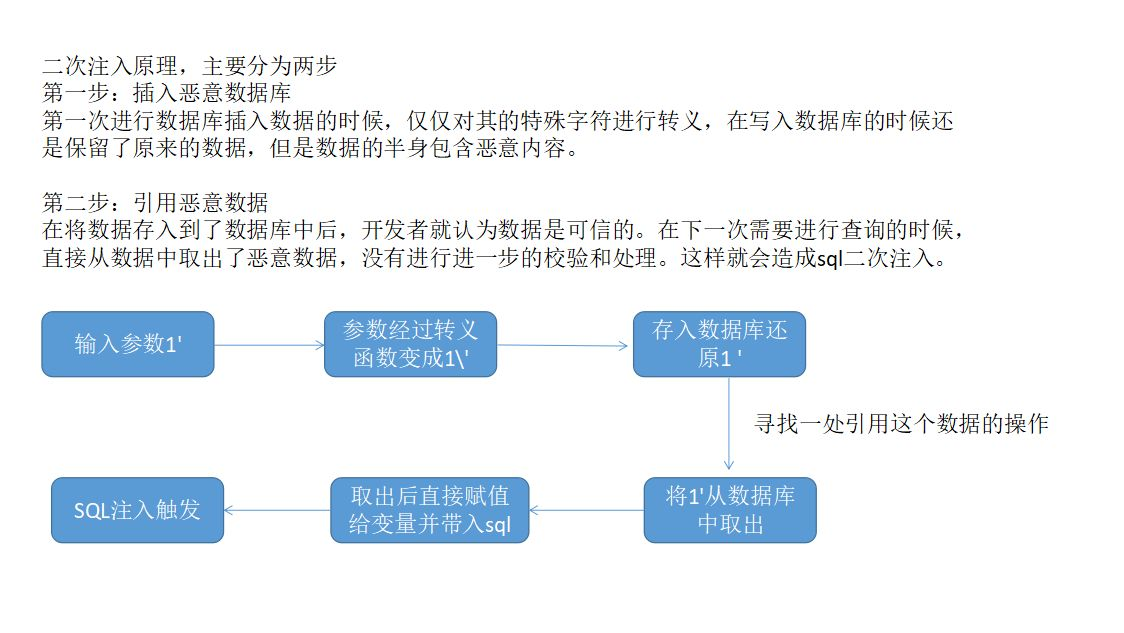 二次注入原理，主要分为两步
第一步：插入恶意数据库
第一次进行数据库插入数据的时候，仅仅对其的特殊字符进行转义，在写入数据库的时候还
是保留了原来的数据，但是数据的半身包含恶意内容。
第二步：引用恶意数据
在将数据存入到了数据库中后，开发者就认为数据是可信的。在下一次需要进行查询的时候，
直接从数据中取出了恶意数据，没有进行进一步的校验和处理。这样就会造成sql二次注入。
输入参数1'
参数经过转义
函数变成1\'
存入数据库还
原1 '
寻找一处引用这个数据的操作
将1'从数据库
中取出
取出后直接赋值
给变量并带入sql
SQL注入触发